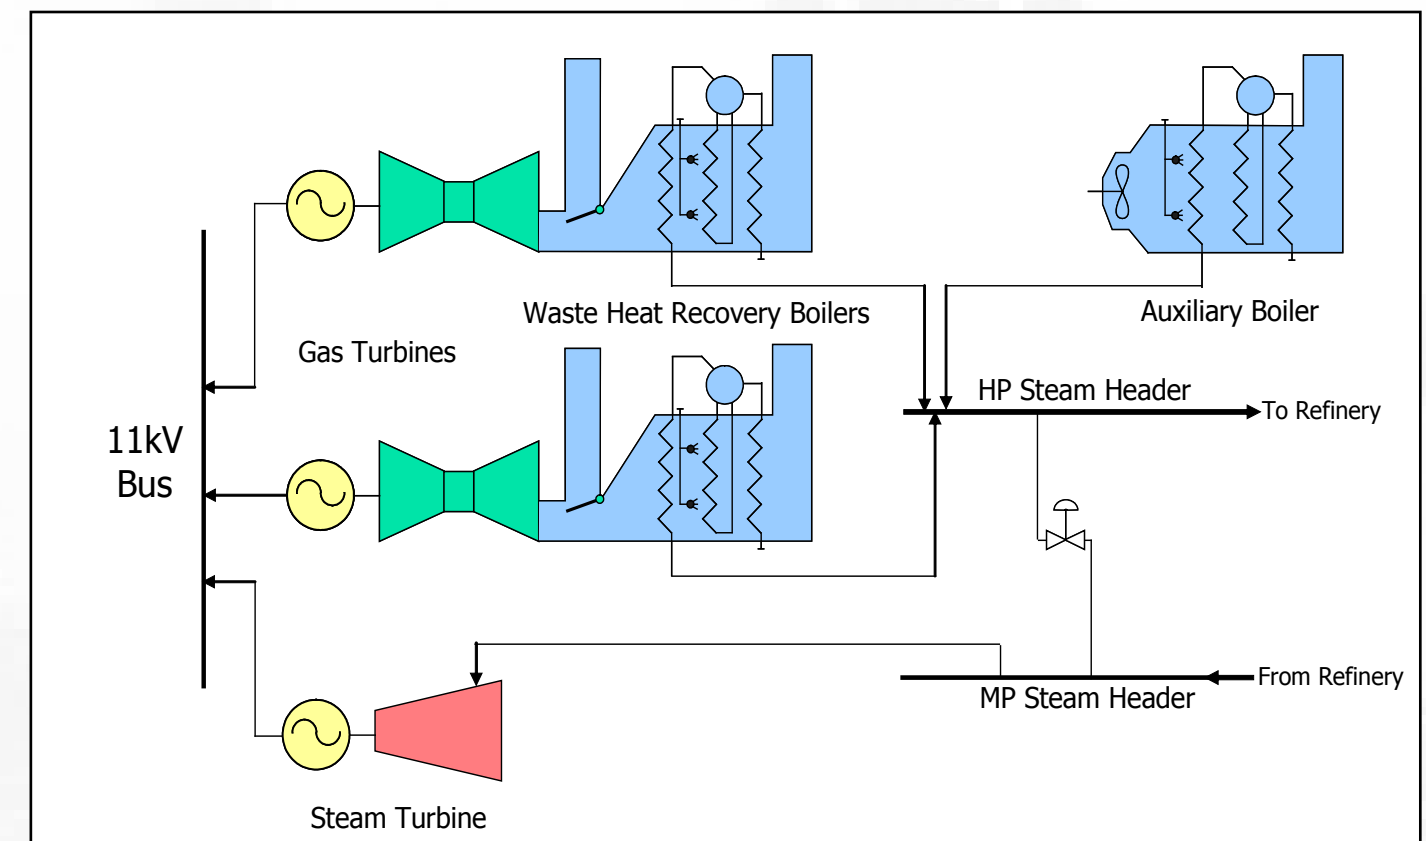 Waste Heat Recovery Boilers
Auxiliary Boiler
Gas Turbines
HP Steam Header
To Refinery
11kV
Bus
From Refinery
MP Steam Header
Steam Turbine